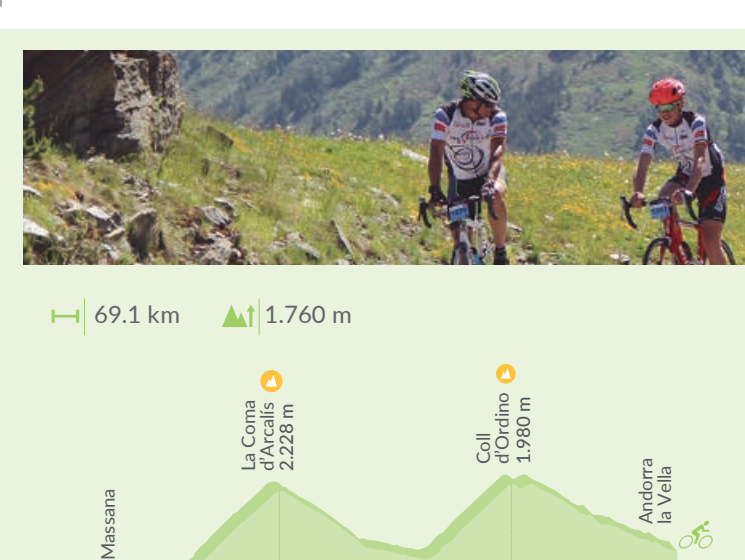 69.1 km
1.760 m
La Coma
d'Arcalís
2.228 m
Coll
d'Ordino
1.980 m
Andorra
la Vella
Massana